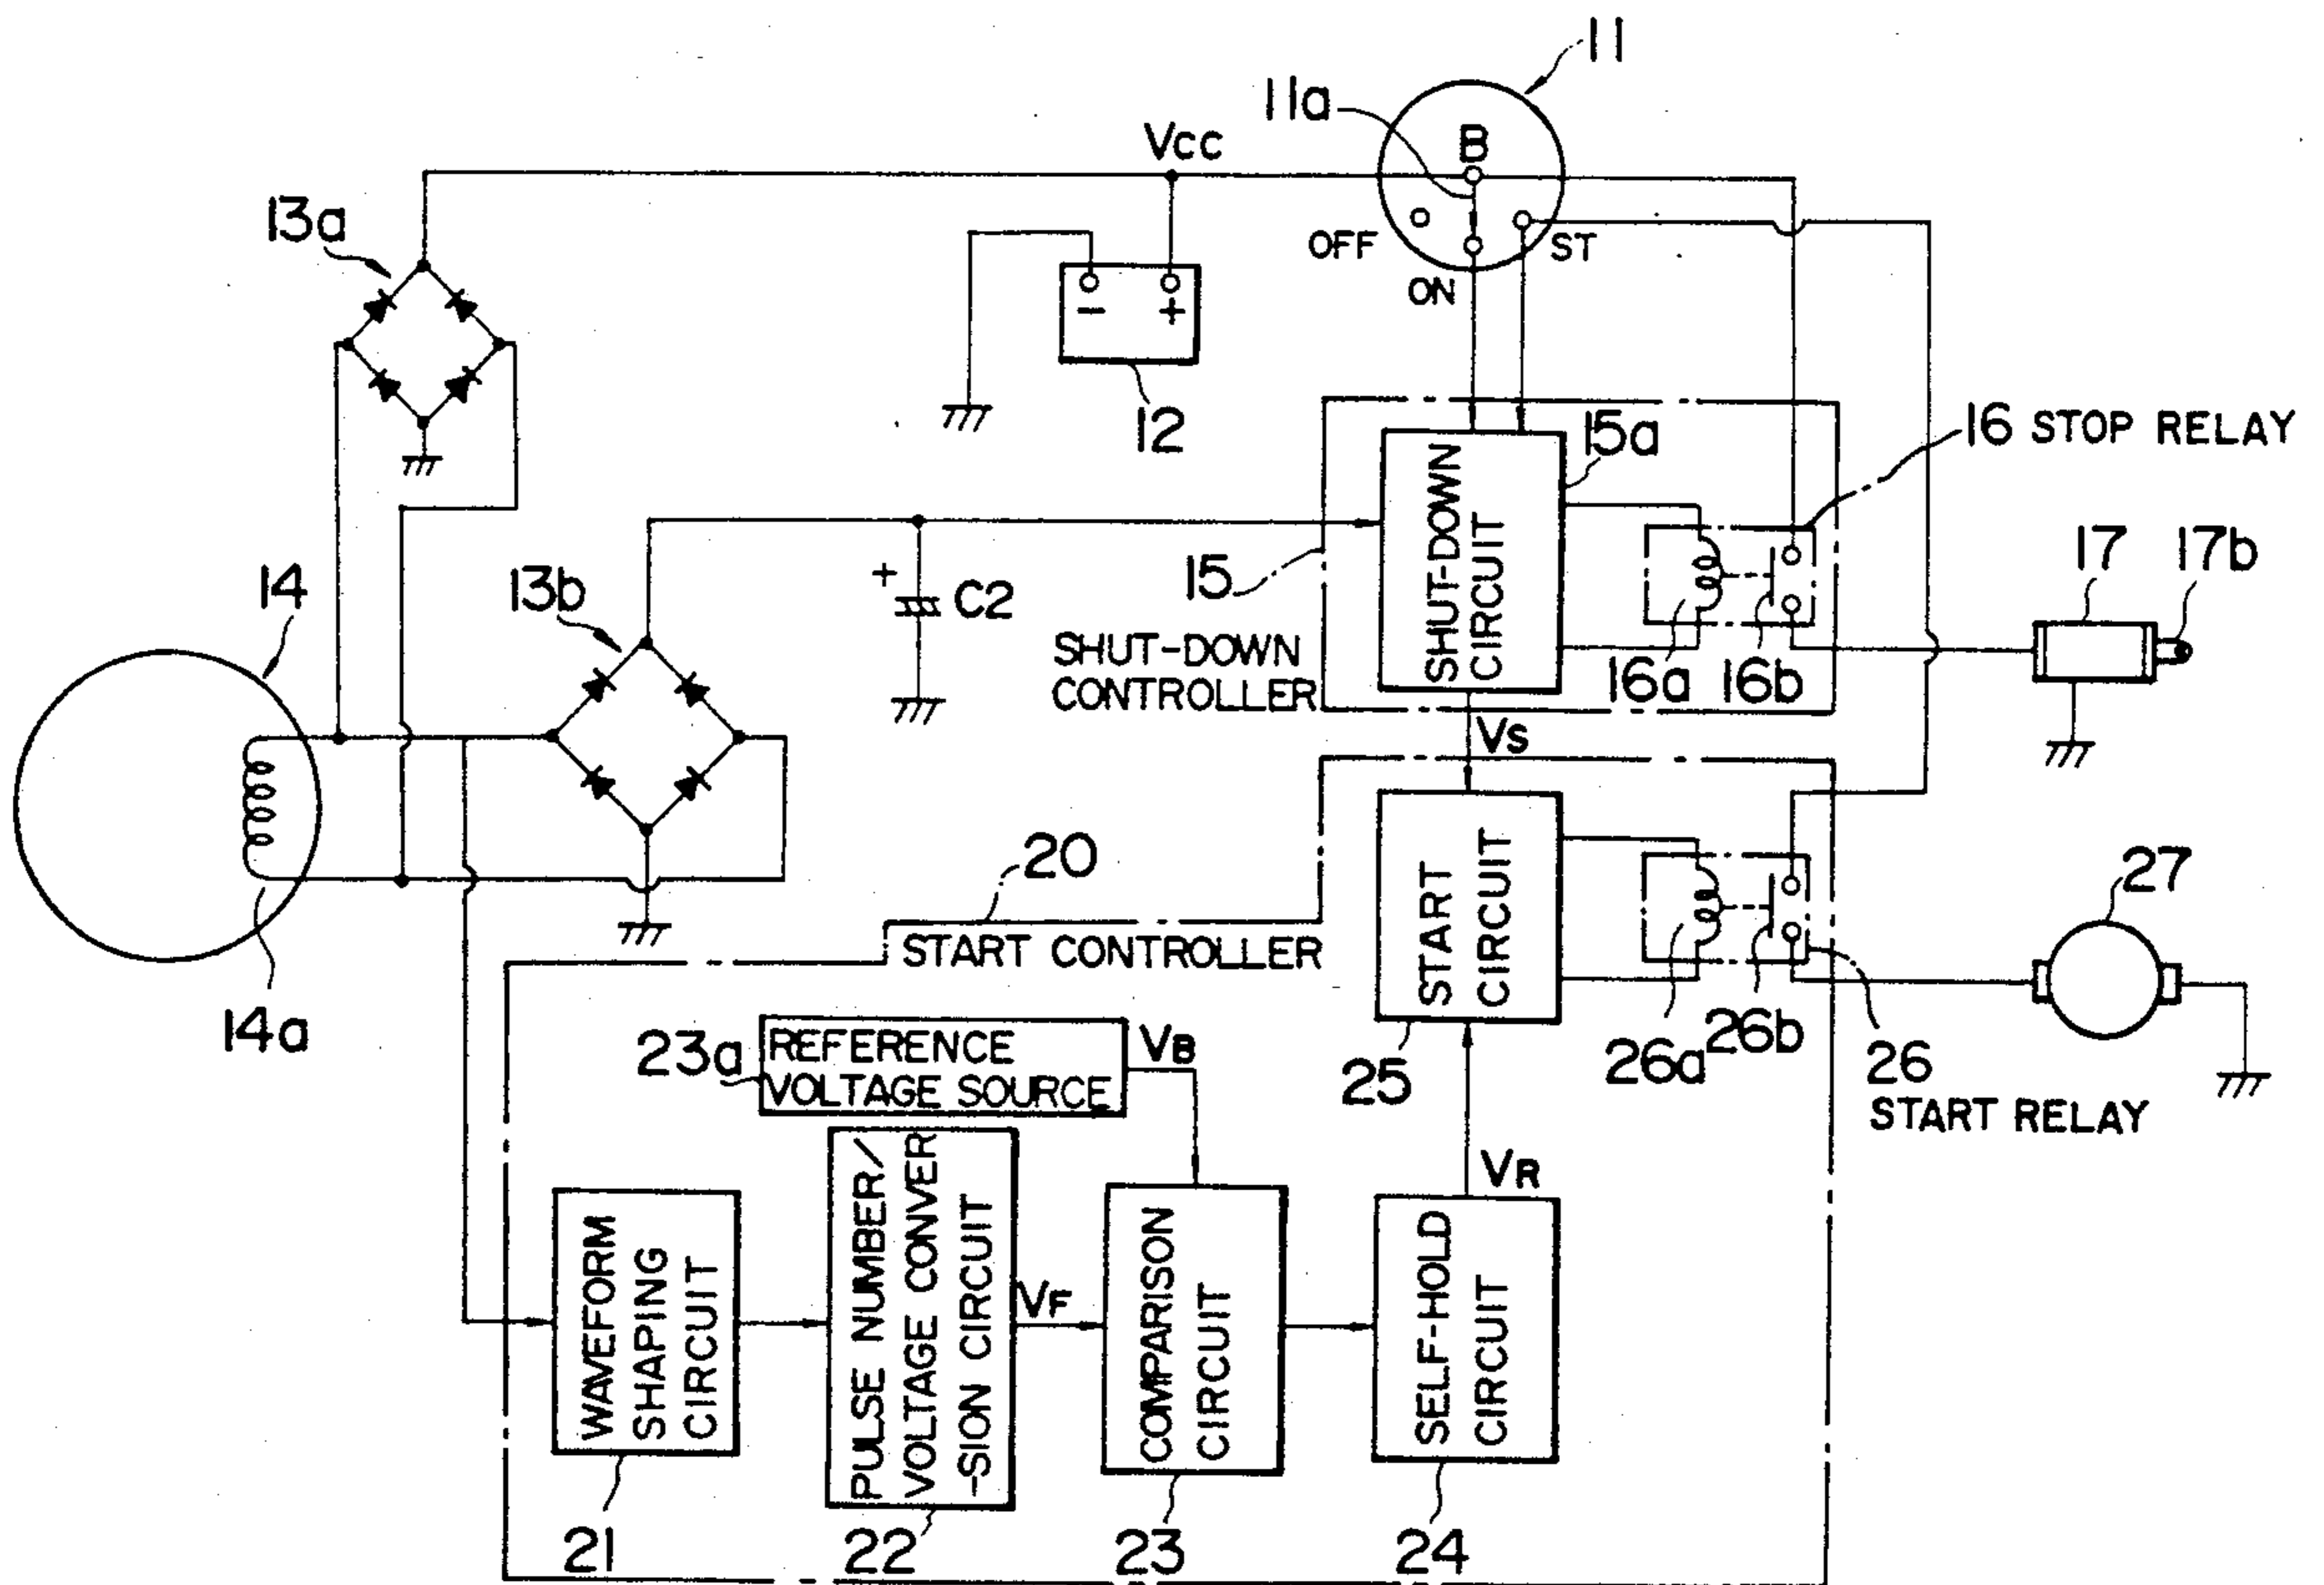 11
11a
B
Vcc
13a
OFF
ST
ON
−
+
12
15a
16 STOP RELAY
SHUT-DOWN
CIRCUIT
17
17b
15
14
13b
+
C2
SHUT-DOWN
CONTROLLER
16a
16b
Vs
20
START CONTROLLER
START
CIRCUIT
27
14a
23a
REFERENCE
VOLTAGE SOURCE
VB
25
26a
26b
26
START RELAY
VR
WAVEFORM
SHAPING
CIRCUIT
PULSE NUMBER/
VOLTAGE CONVER
-SION CIRCUIT
VF
COMPARISON
CIRCUIT
SELF-HOLD
CIRCUIT
21
22
23
24